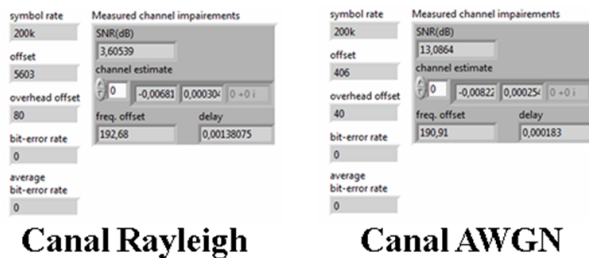 symbol rate
200k
offset
5603
overhead offset
80
bit-error rate
0
average
bit-error rate
0
Measured channel impairements
SNR(dB)
3,60539
channel estimate
0
-0,00681
0,000304
0 +0 i
freq. offset
192,68
delay
0,00138075
Canal Rayleigh
symbol rate
200k
offset
406
overhead offset
40
bit-error rate
0
average
bit-error rate
0
Measured channel impairements
SNR(dB)
13,0864
channel estimate
0
-0,00822
0,000254
0 +0 i
freq. offset
190,91
delay
0,000183
Canal AWGN